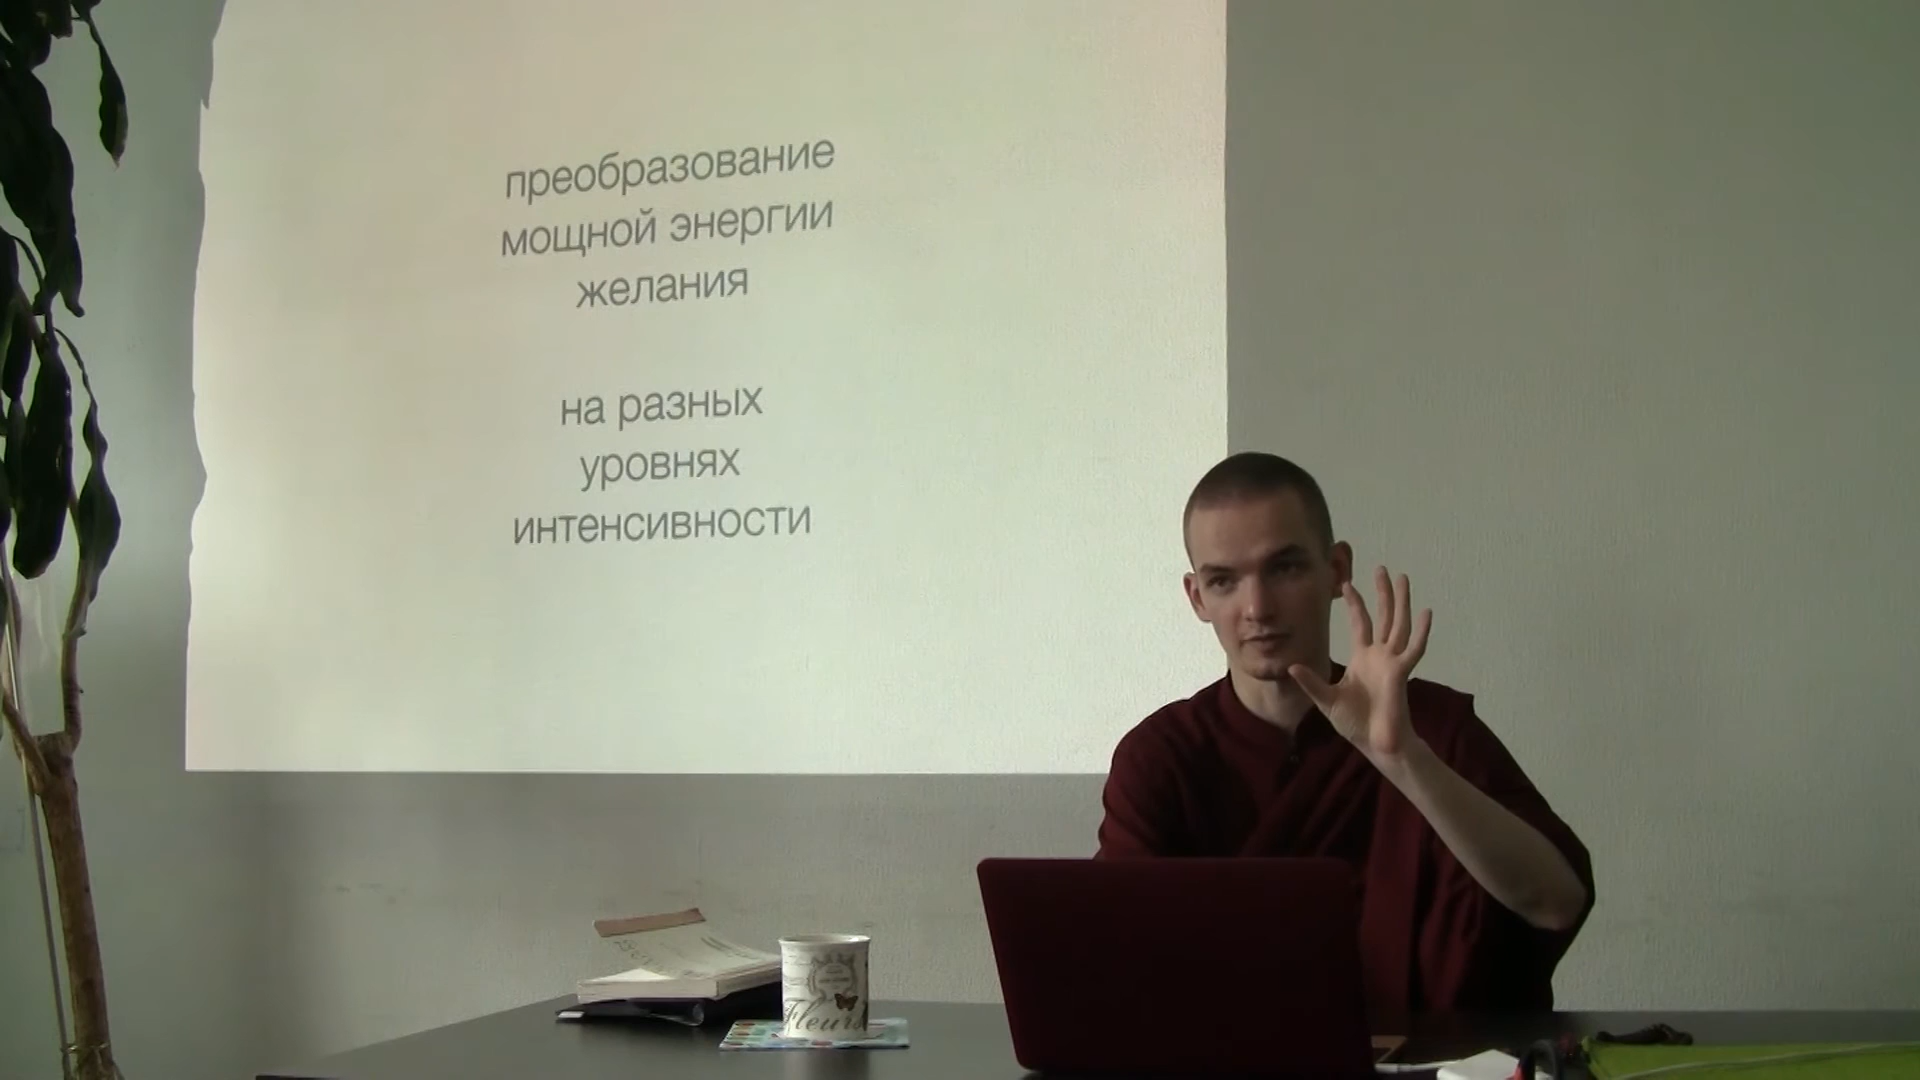 преобразование
мощной энергии
желания
на разных
уровнях
интенсивности
Fleurs